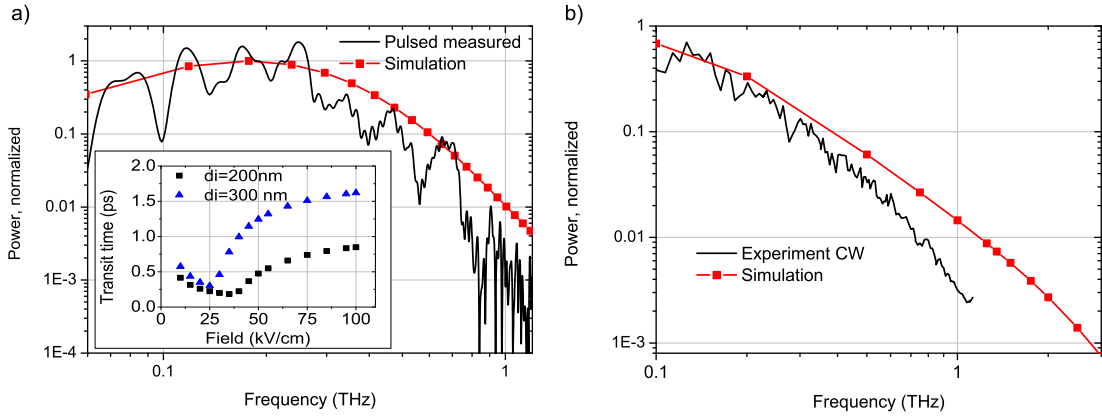 a)
Power, normalized
1
0.1
0.01
1E-3
1E-4
Pulsed measured
Simulation
Transit time (ps)
2.0
1.5
1.0
0.5
0.0
di=200nm
di=300 nm
0 25 50 75 100
Field (kV/cm)
0.1 1
Frequency (THz)
b)
Power, normalized
1
0.1
0.01
1E-3
Experiment CW
Simulation
0.1 1
Frequency (THz)